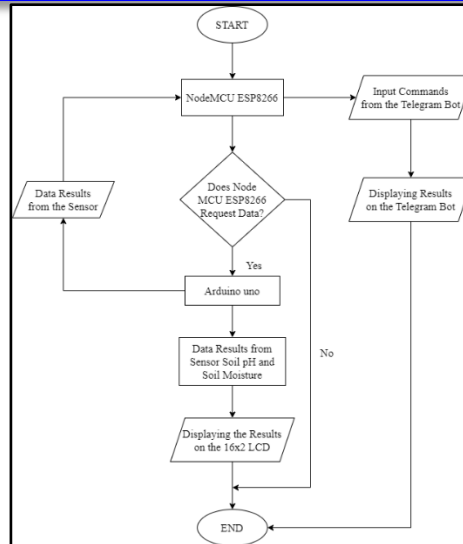 START
NodeMCU ESP8266
Input Commands
from the Telegram Bot
Does Node
MCU ESP8266
Request Data?
Data Results
from the Sensor
Displaying Results
on the Telegram Bot
Yes
Arduino uno
No
Data Results from
Sensor Soil pH and
Soil Moisture
Displaying the Results
on the 16x2 LCD
END